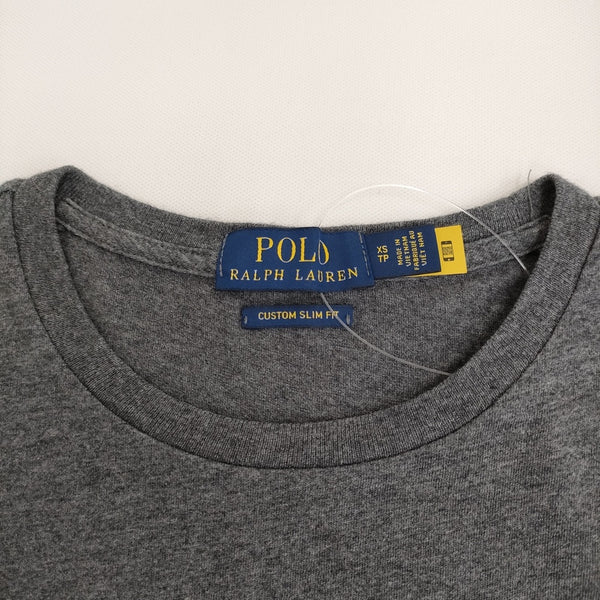 POLO
RALPH LAUREN
XS
TP
MADE IN
VIETNAM
FABRIQUÉ AU
VIÊT NAM
CUSTOM SLIM FIT